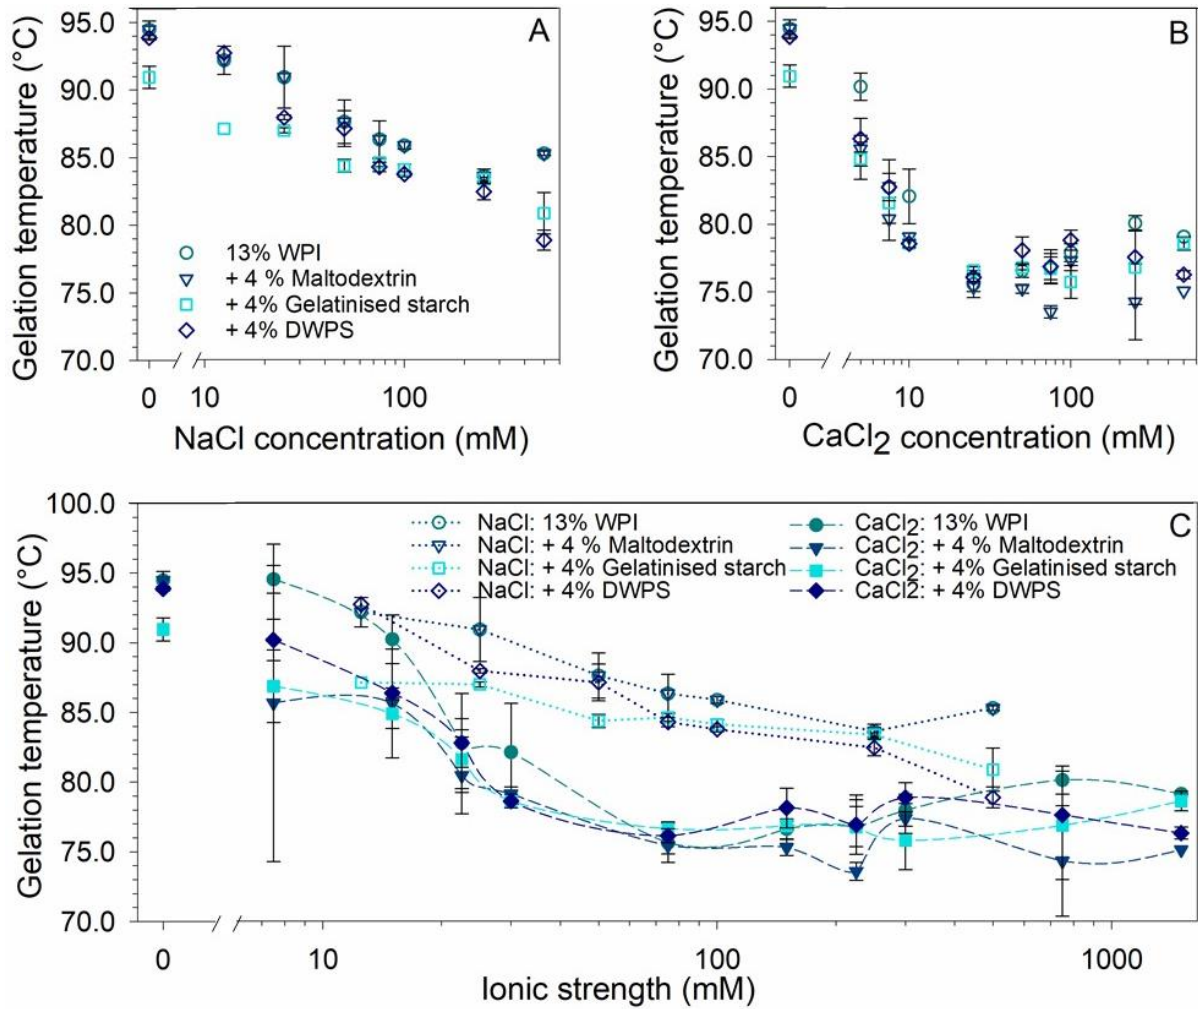 A
Gelation temperature (°C)
95.0
90.0
85.0
80.0
75.0
70.0
13% WPI
+ 4 % Maltodextrin
+ 4% Gelatinised starch
+ 4% DWPS
0 10 100
NaCl concentration (mM)
B
Gelation temperature (°C)
95.0
90.0
85.0
80.0
75.0
70.0
0 10 100
CaCl2 concentration (mM)
C
Gelation temperature (°C)
100.0
95.0
90.0
85.0
80.0
75.0
70.0
NaCl: 13% WPI
NaCl: + 4 % Maltodextrin
NaCl: + 4% Gelatinised starch
NaCl: + 4% DWPS
CaCl2: 13% WPI
CaCl2: + 4 % Maltodextrin
CaCl2: + 4% Gelatinised starch
CaCl2: + 4% DWPS
0 10 100 1000
Ionic strength (mM)